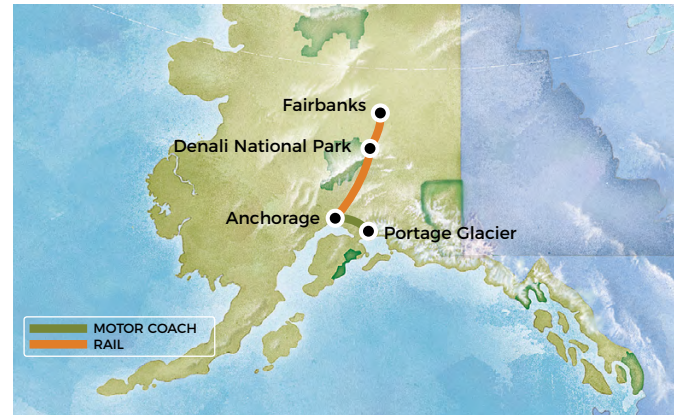 Fairbanks
Denali National Park
Anchorage
Portage Glacier
MOTOR COACH
RAIL